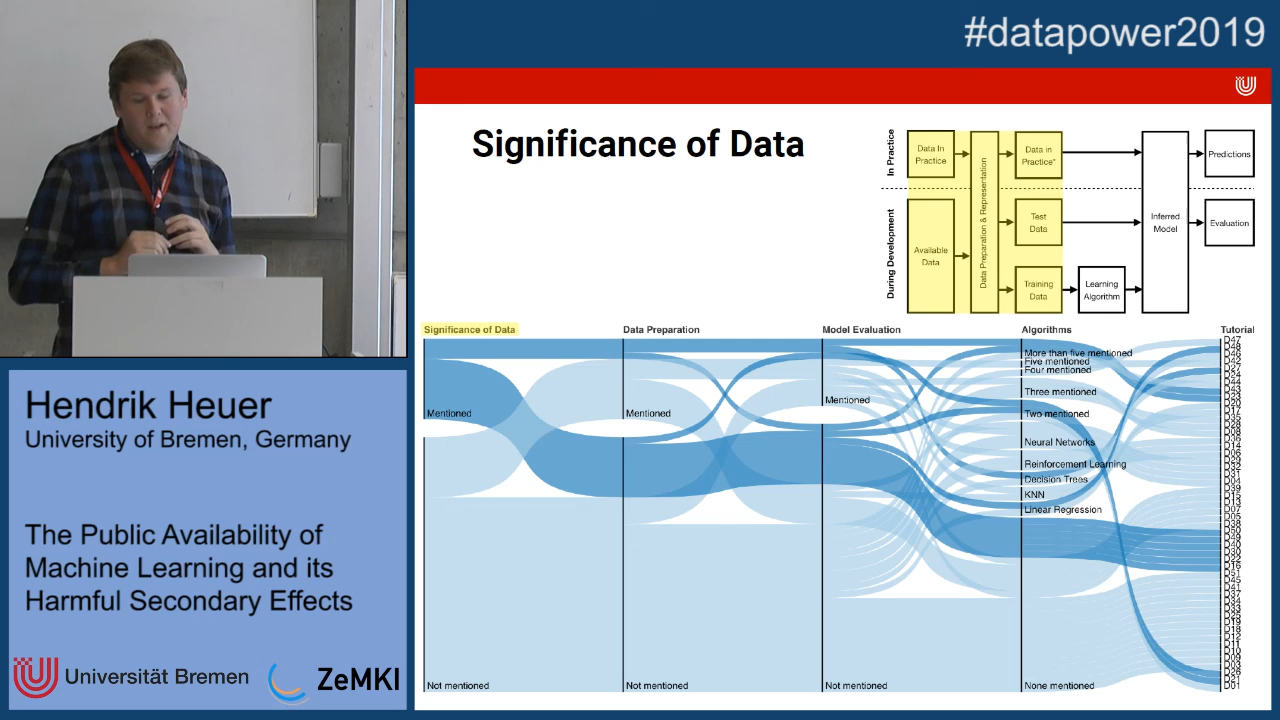 #datapower2019
Significance of Data
In Practice
During Development
Data In
Practice
Available
Data
Data Preparation & Representation
Data in
Practice*
Test
Data
Training
Data
Learning
Algorithm
Inferred
Model
Predictions
Evaluation
Significance of Data
Data Preparation
Model Evaluation
Algorithms
Tutorial
Mentioned
Not mentioned
Mentioned
Not mentioned
Mentioned
Not mentioned
More than five mentioned
Five mentioned
Four mentioned
Three mentioned
Two mentioned
Neural Networks
Reinforcement Learning
Decision Trees
KNN
Linear Regression
None mentioned
D47
D01
Hendrik Heuer
University of Bremen, Germany
The Public Availability of
Machine Learning and its
Harmful Secondary Effects
Universität Bremen
ZeMKI